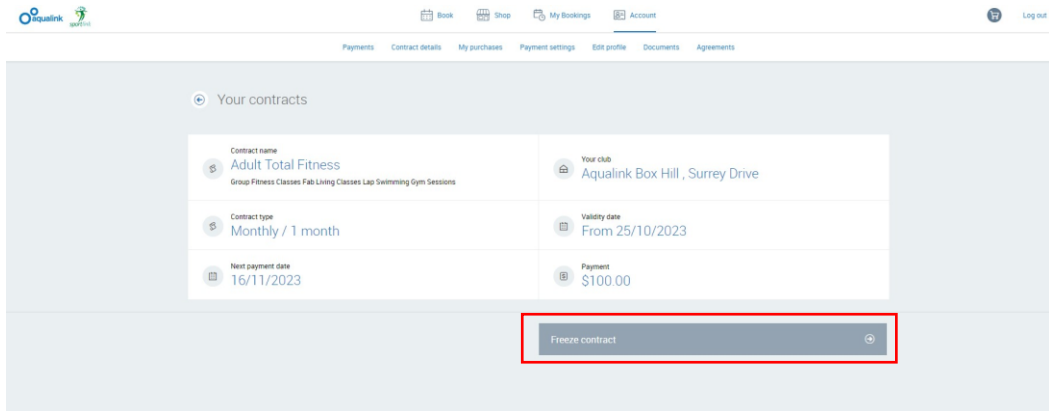 aqualink
Book
Shop
My Bookings
Account
Log out
Payments
Contract details
My purchases
Payment settings
Edit profile
Documents
Agreements
Your contracts
Contract name
Adult Total Fitness
Group Fitness Classes Fab Living Classes Lap Swimming Gym Sessions
Your club
Aqualink Box Hill , Surrey Drive
Contract type
Monthly / 1 month
Validity date
From 25/10/2023
Next payment date
16/11/2023
Payment
$100.00
Freeze contract